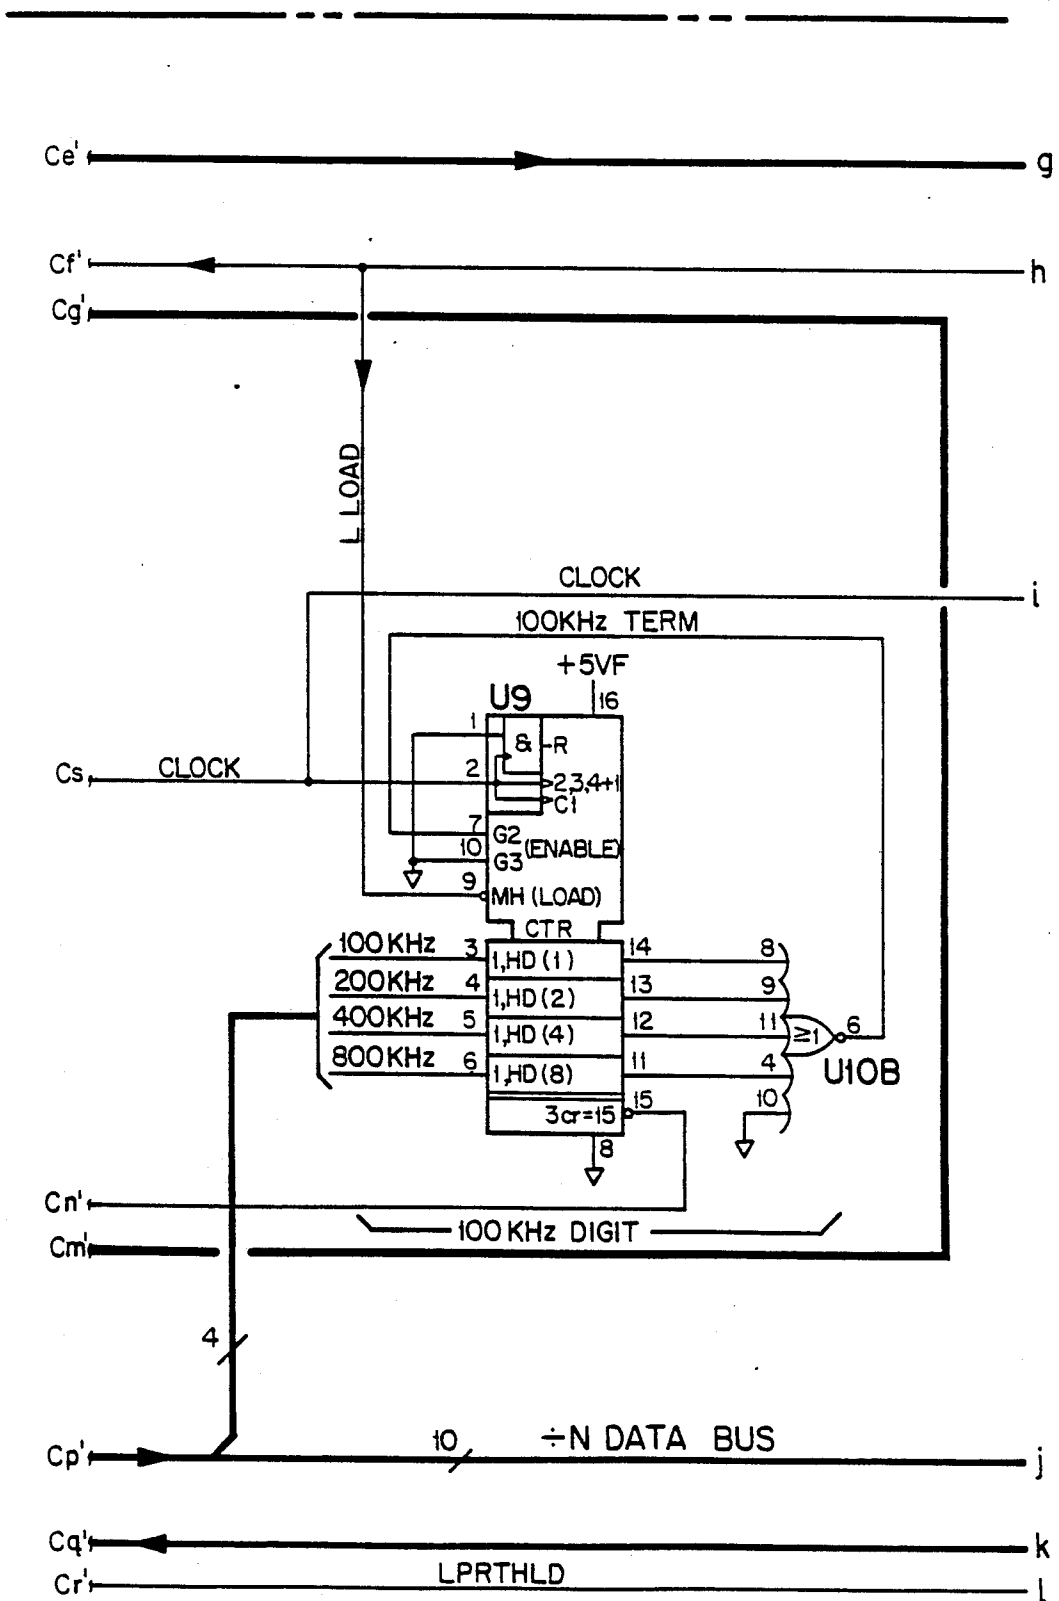 Ce' g
Cf' h
Cg'
L LOAD
CLOCK i
100KHz TERM
+5VF
U9 16
1 & R
Cs CLOCK 2 2,3,4+1
C1
7 G2
10 (ENABLE)
G3
9 MH (LOAD)
CTR
100KHz 3 1,HD (1) 14 8
200KHz 4 1,HD (2) 13 9
400KHz 5 1,HD (4) 12 11 ≥1 6
800KHz 6 1,HD (8) 11 4 U10B
3cr=15 15 10
8
Cn'
100KHz DIGIT
Cm'
4
Cp' 10 ÷N DATA BUS j
Cq' k
Cr' LPRTHLD l